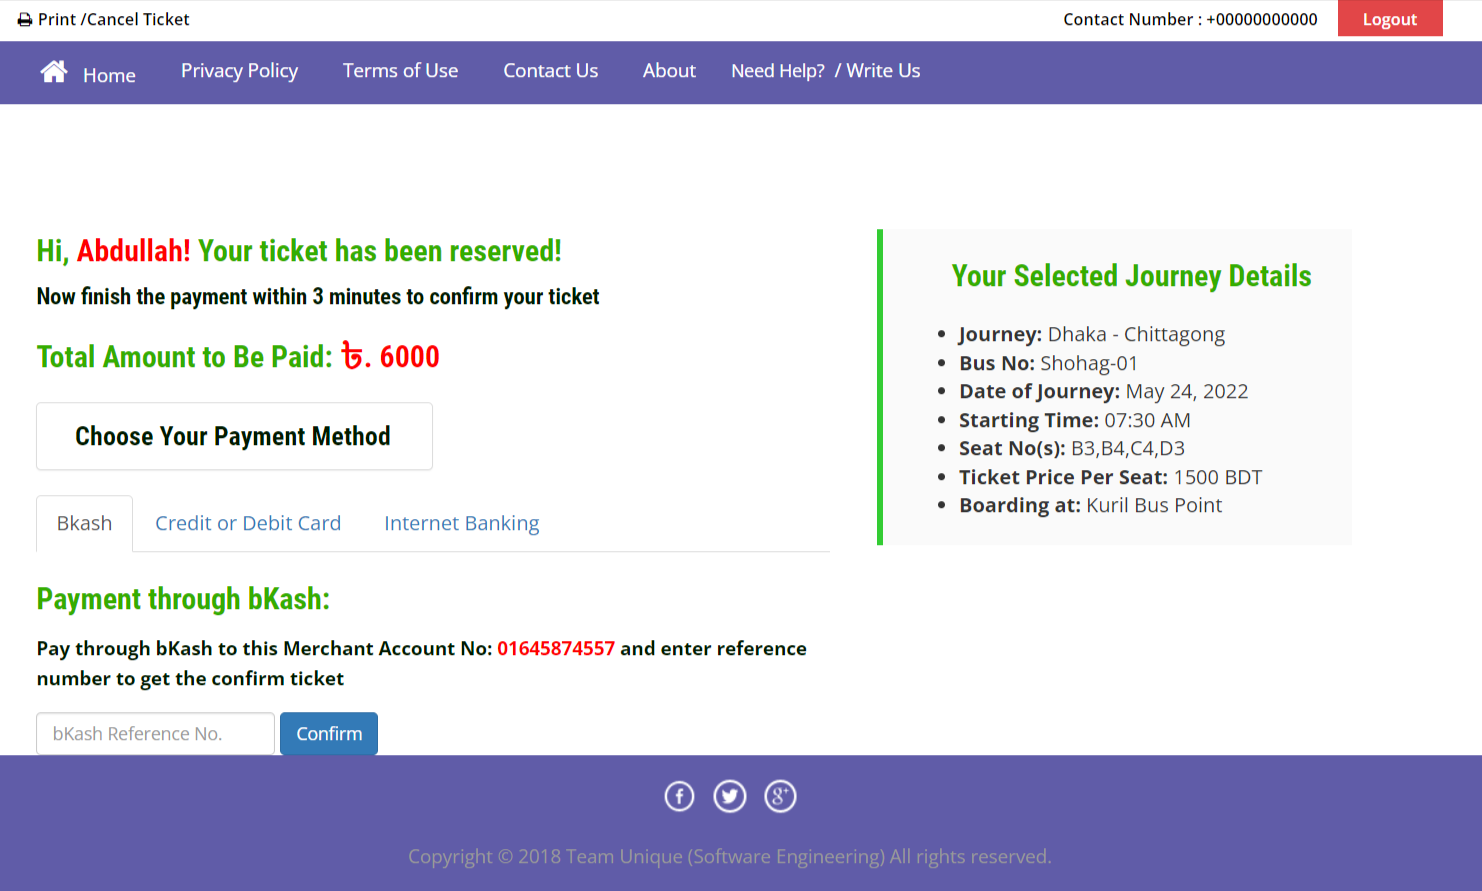 Print /Cancel Ticket
Contact Number : +00000000000
Logout
Home
Privacy Policy
Terms of Use
Contact Us
About
Need Help? / Write Us
Hi, Abdullah! Your ticket has been reserved!
Now finish the payment within 3 minutes to confirm your ticket
Total Amount to Be Paid: ৳. 6000
Choose Your Payment Method
Bkash
Credit or Debit Card
Internet Banking
Payment through bKash:
Pay through bKash to this Merchant Account No: 01645874557 and enter reference
number to get the confirm ticket
bKash Reference No.
Confirm
Your Selected Journey Details
Journey: Dhaka - Chittagong
Bus No: Shohag-01
Date of Journey: May 24, 2022
Starting Time: 07:30 AM
Seat No(s): B3,B4,C4,D3
Ticket Price Per Seat: 1500 BDT
Boarding at: Kuril Bus Point
Copyright © 2018 Team Unique (Software Engineering) All rights reserved.